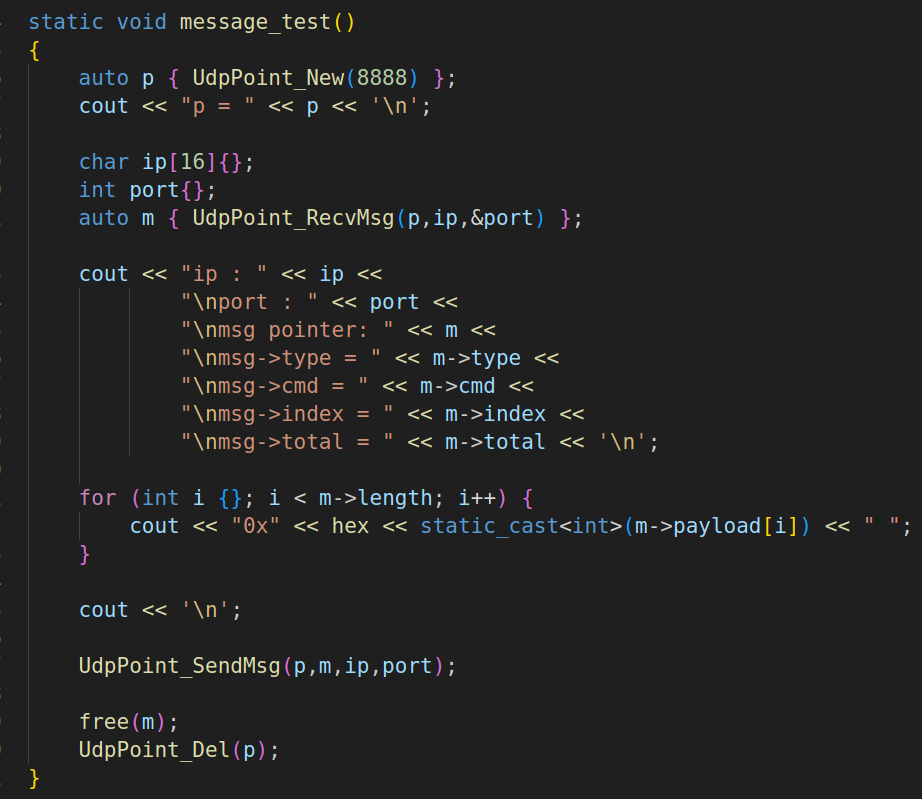 static void message_test()
{
    auto p { UdpPoint_New(8888) };
    cout << "p = " << p << '\n';

    char ip[16]{};
    int port{};
    auto m { UdpPoint_RecvMsg(p,ip,&port) };

    cout << "ip : " << ip <<
            "\nport : " << port <<
            "\nmsg pointer: " << m <<
            "\nmsg->type = " << m->type <<
            "\nmsg->cmd = " << m->cmd <<
            "\nmsg->index = " << m->index <<
            "\nmsg->total = " << m->total << '\n';

    for (int i {}; i < m->length; i++) {
        cout << "0x" << hex << static_cast<int>(m->payload[i]) << " ";
    }

    cout << '\n';

    UdpPoint_SendMsg(p,m,ip,port);

    free(m);
    UdpPoint_Del(p);
}